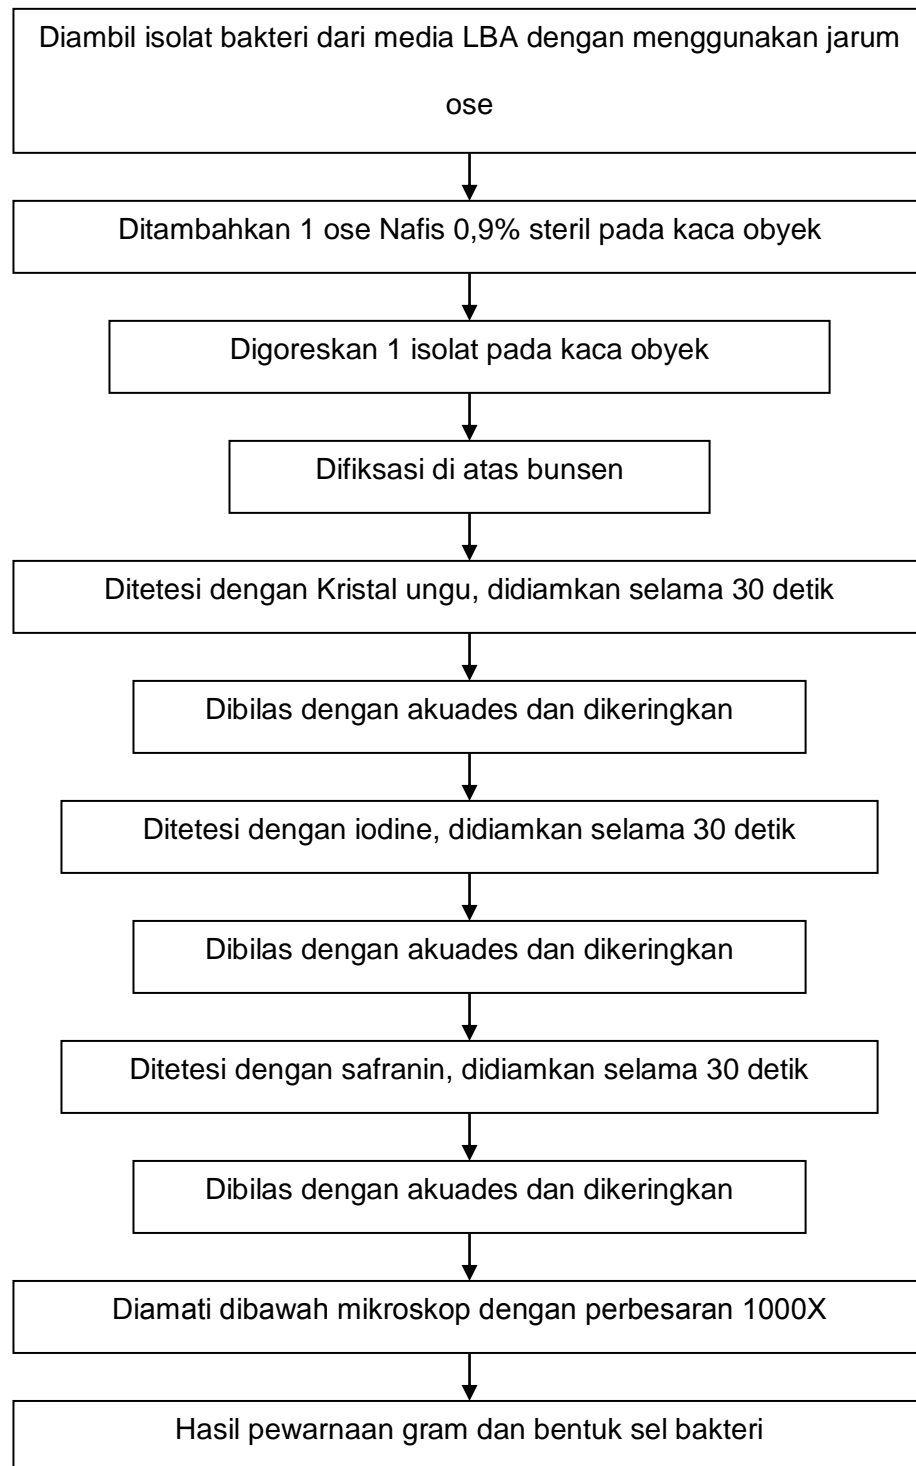 Diambil isolat bakteri dari media LBA dengan menggunakan jarum
ose
Ditambahkan 1 ose Nafis 0,9% steril pada kaca obyek
Digoreskan 1 isolat pada kaca obyek
Difiksasi di atas bunsen
Ditetesi dengan Kristal ungu, didiamkan selama 30 detik
Dibilas dengan akuades dan dikeringkan
Ditetesi dengan iodine, didiamkan selama 30 detik
Dibilas dengan akuades dan dikeringkan
Ditetesi dengan safranin, didiamkan selama 30 detik
Dibilas dengan akuades dan dikeringkan
Diamati dibawah mikroskop dengan perbesaran 1000X
Hasil pewarnaan gram dan bentuk sel bakteri